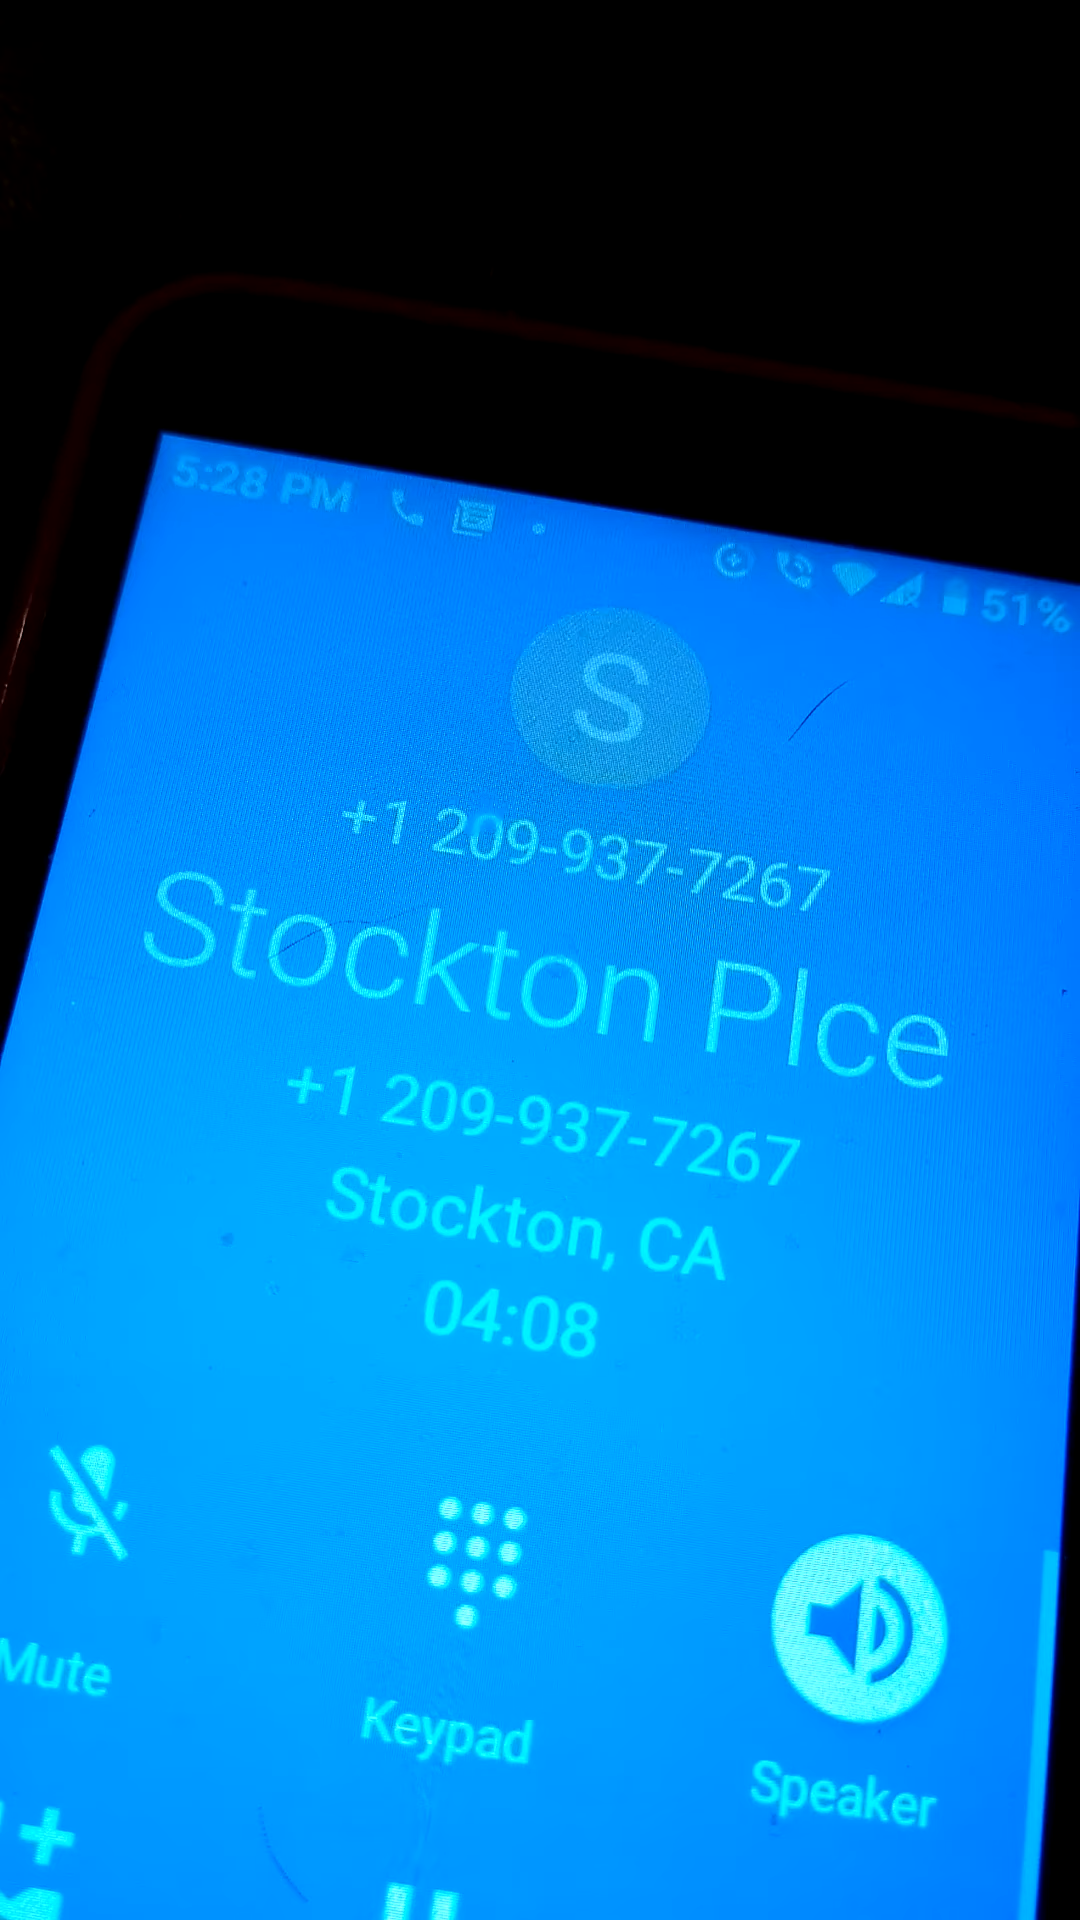 5:28 PM
51%
S
+1 209-937-7267
Stockton Plce
+1 209-937-7267
Stockton, CA
04:08
Mute
Keypad
Speaker